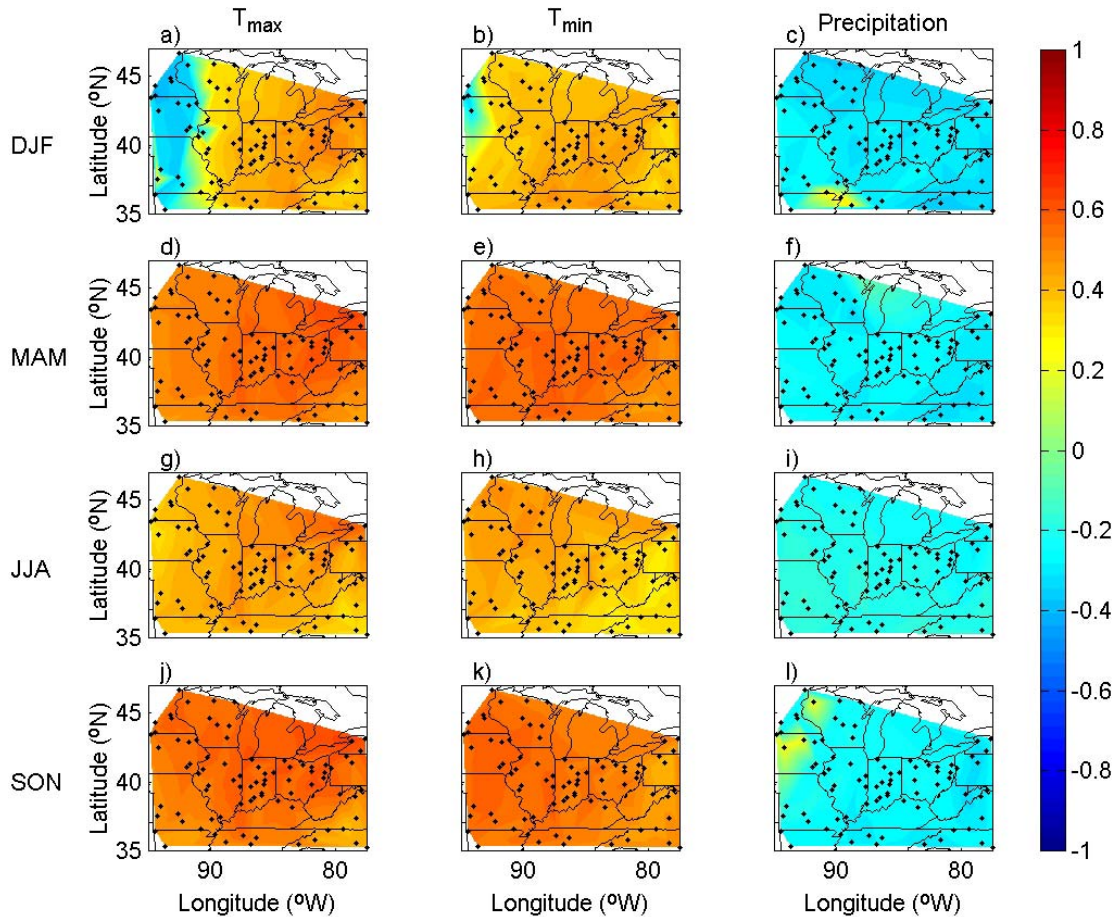 Tmax
Tmin
Precipitation
a)
b)
c)
DJF
Latitude (ºN)
45
40
35
d)
e)
f)
MAM
Latitude (ºN)
45
40
35
g)
h)
i)
JJA
Latitude (ºN)
45
40
35
j)
k)
l)
SON
Latitude (ºN)
45
40
35
90
80
90
80
90
80
Longitude (ºW)
Longitude (ºW)
Longitude (ºW)
1
0.8
0.6
0.4
0.2
0
-0.2
-0.4
-0.6
-0.8
-1